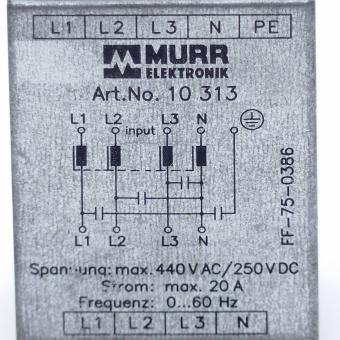 L1 L2 L3 N PE
MURR
ELEKTRONIK
Art.No. 10 313
L1 L2 input L3 N
L1 L2 L3 N
FF-75-0386
Spannung: max. 440 V AC/250 V DC
Strom: max. 20 A
Frequenz: 0...60 Hz
L1 L2 L3 N